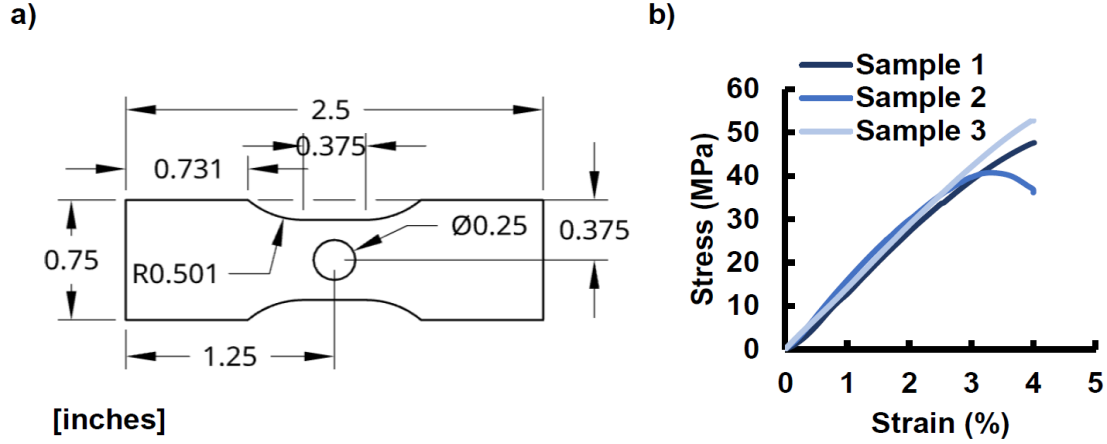 a)
2.5
0.375
0.731
Ø0.25
0.375
0.75
R0.501
1.25
[inches]
b)
Sample 1
Sample 2
Sample 3
60
50
40
30
20
10
0
Stress (MPa)
0 1 2 3 4 5
Strain (%)